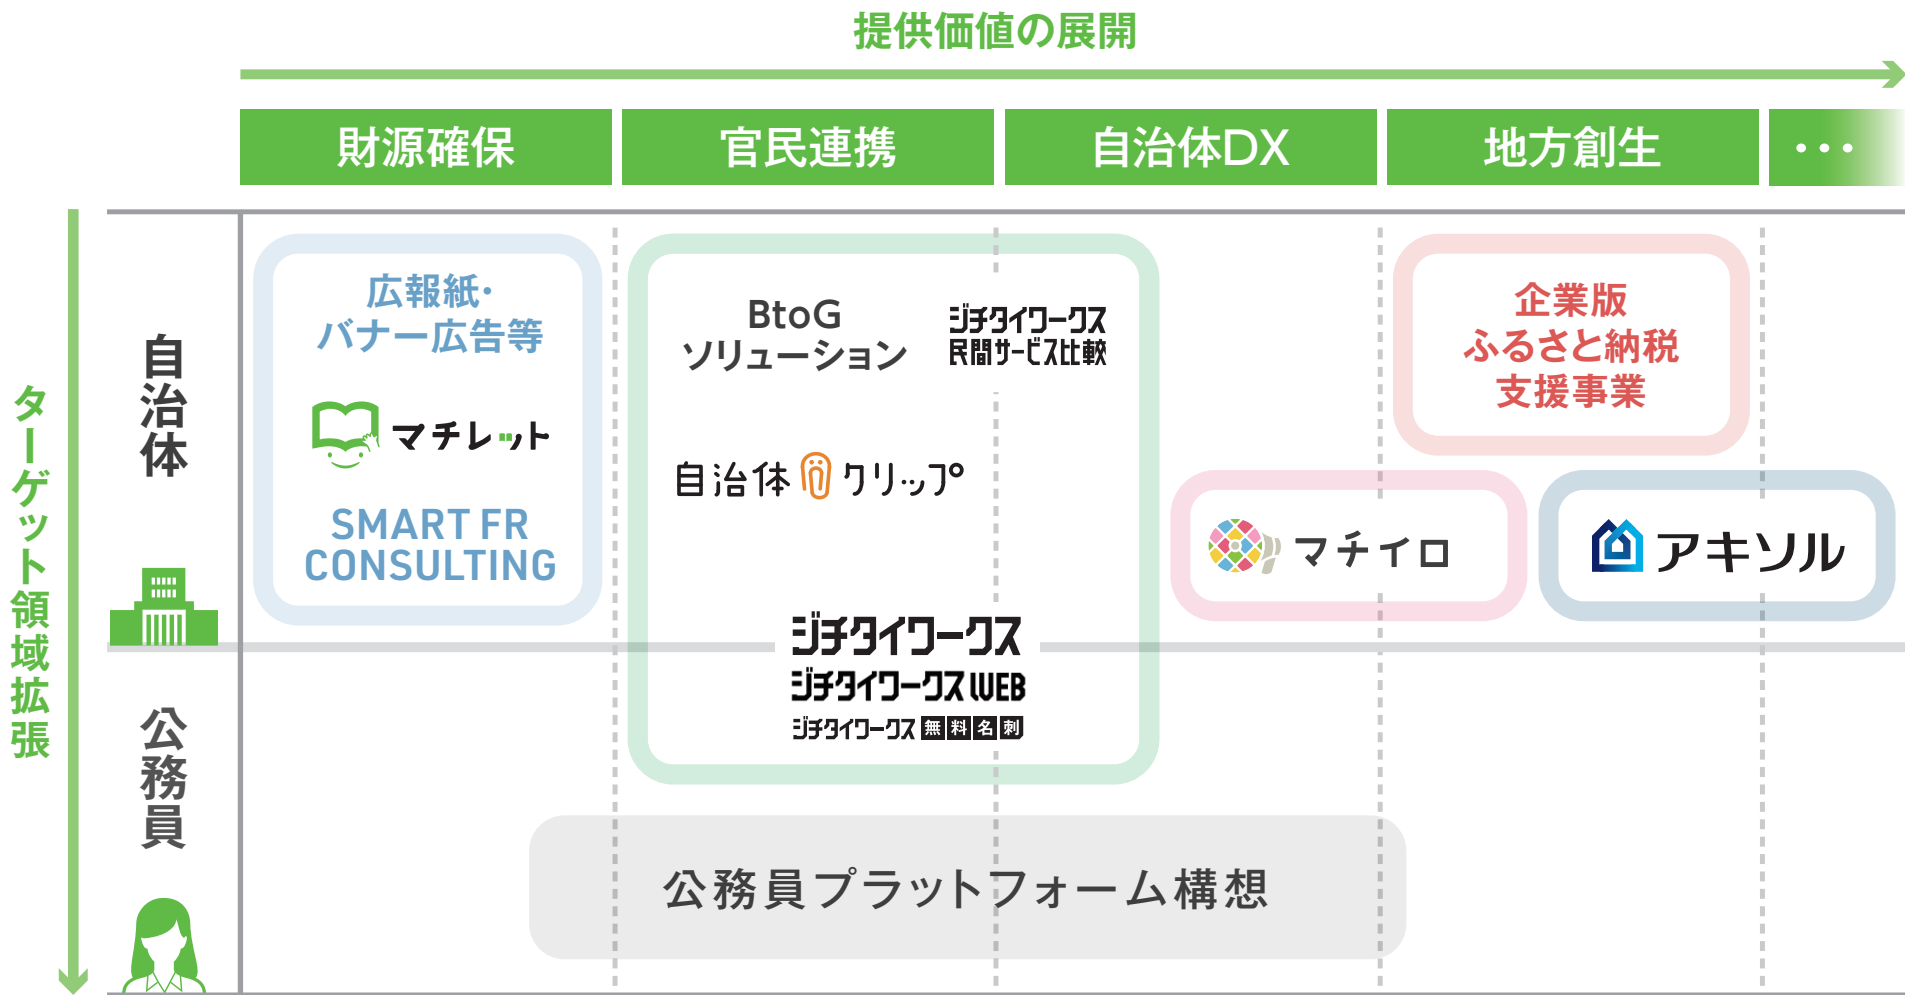 提供価値の展開
財源確保
官民連携
自治体DX
地方創生
・・・
ターゲット領域拡張
自治体
広報紙・
バナー広告等
マチレット
SMART FR
CONSULTING
BtoG
ソリューション
ジチタイワークス
民間サービス比較
自治体クリップ
ジチタイワークス
ジチタイワークス WEB
ジチタイワークス 無料名刺
企業版
ふるさと納税
支援事業
マチイロ
アキソル
公務員
公務員プラットフォーム構想